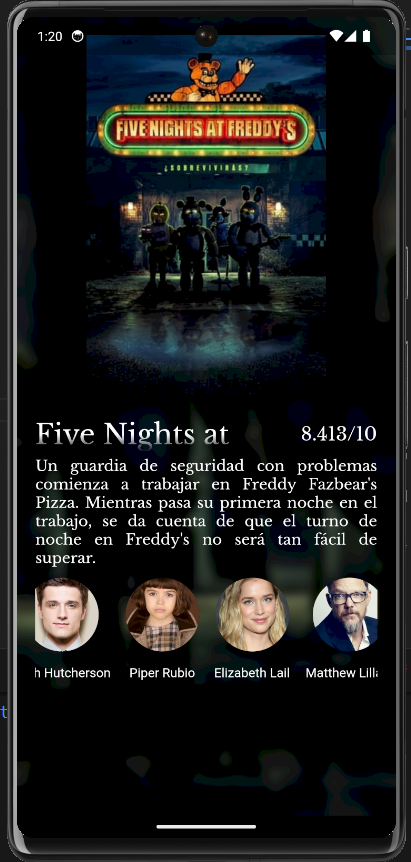 1:20
FIVE NIGHTS AT FREDDY'S
¿SOBREVIVIRÁS?
Five Nights at
8.413/10
Un guardia de seguridad con problemas
comienza a trabajar en Freddy Fazbear's
Pizza. Mientras pasa su primera noche en el
trabajo, se da cuenta de que el turno de
noche en Freddy's no será tan fácil de
superar.
h Hutcherson
Piper Rubio
Elizabeth Lail
Matthew Lilla
t